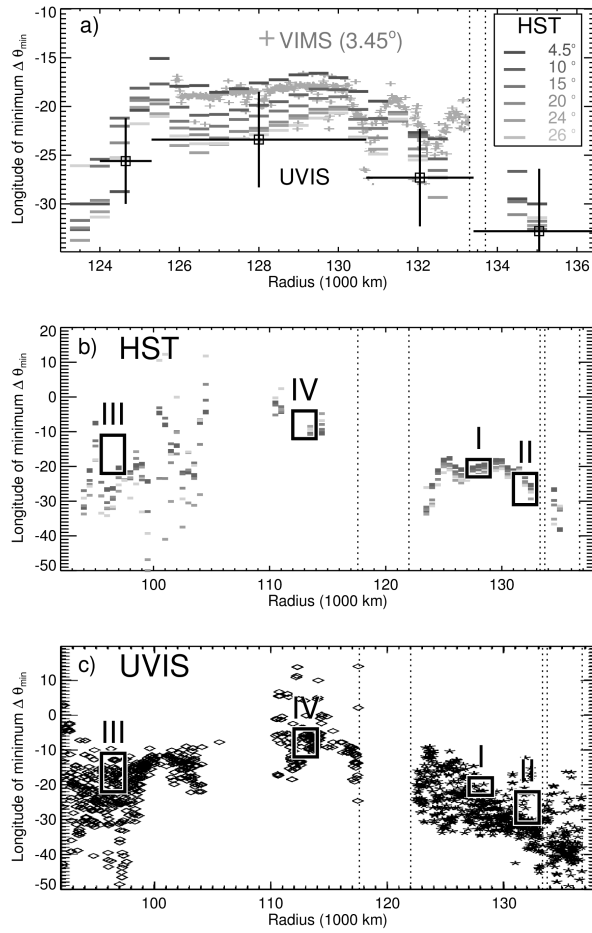 a)
+ VIMS (3.45°)
HST
4.5°
10°
15°
20°
24°
26°
UVIS
-10
-15
-20
-25
-30
Longitude of minimum Δ θmin
124 126 128 130 132 134 136
Radius (1000 km)
b) HST
III
IV
I
II
20
10
0
-10
-20
-30
-40
-50
Longitude of minimum Δ θmin
100 110 120 130
Radius (1000 km)
c) UVIS
III
IV
I
II
10
0
-10
-20
-30
-40
-50
Longitude of minimum Δ θmin
100 110 120 130
Radius (1000 km)